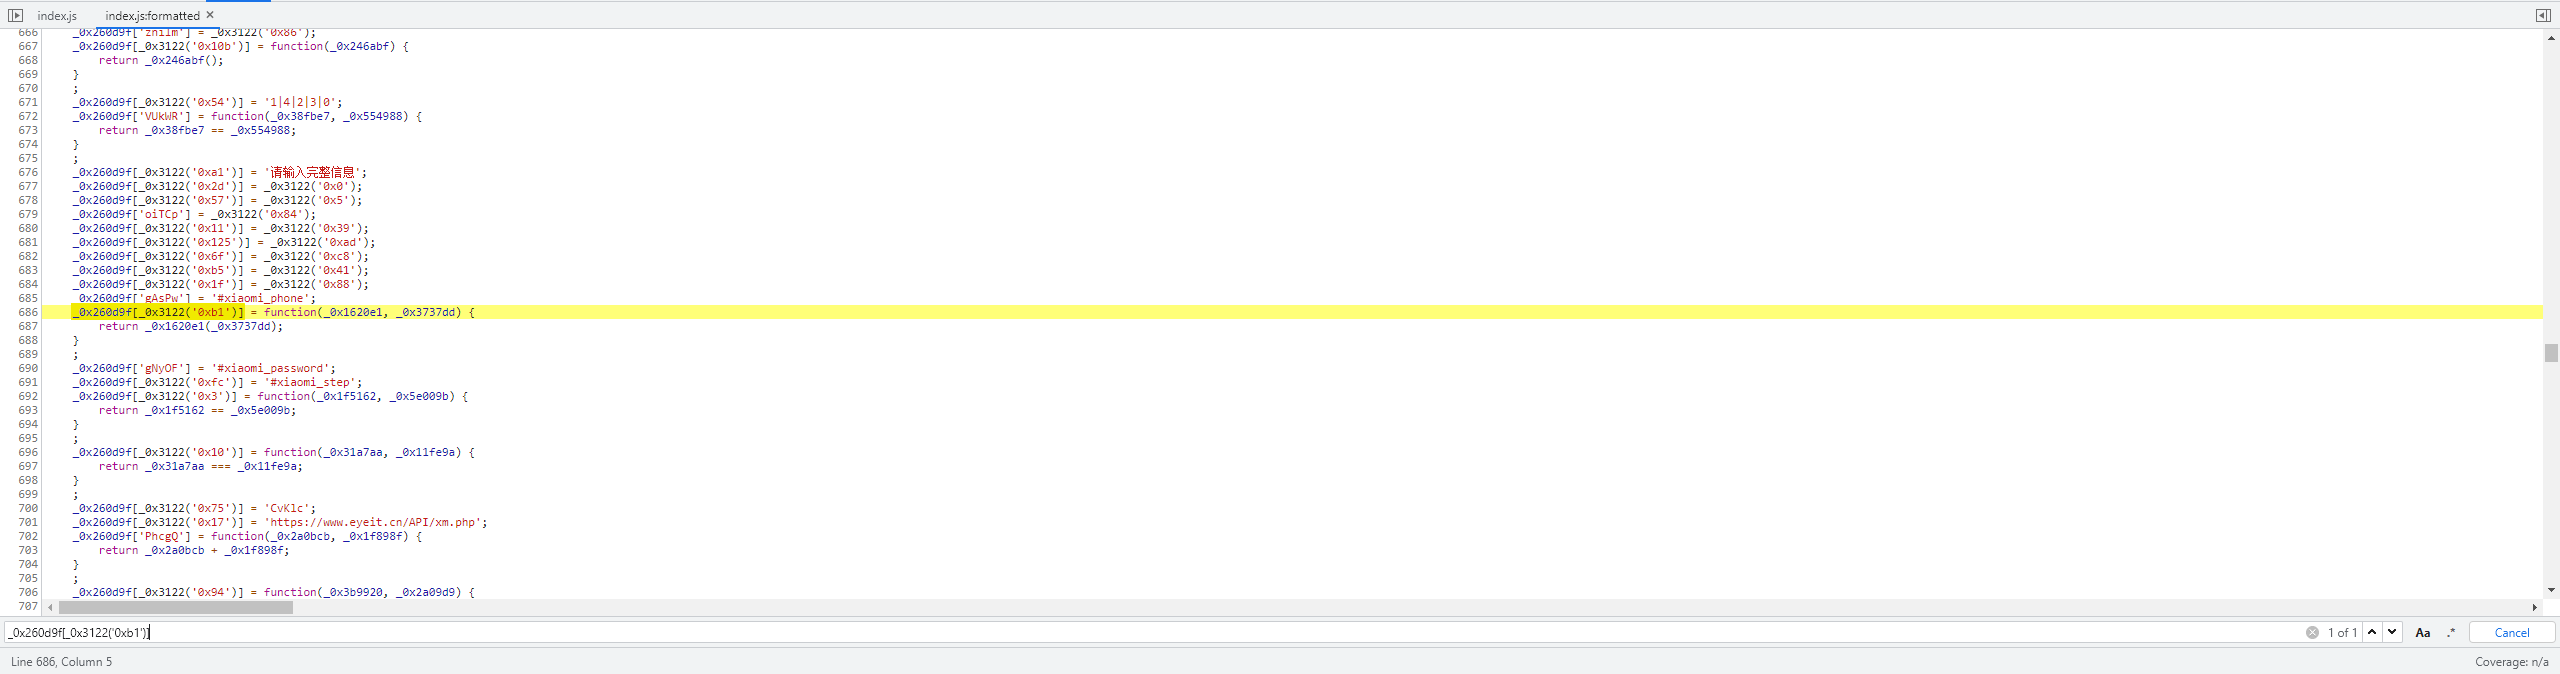 index.js index.js:formatted ×
666 _0x260d9f['znilm'] = _0x3122('0x86');
667 _0x260d9f[_0x3122('0x10b')] = function(_0x246abf) {
668 return _0x246abf();
669 }
670 ;
671 _0x260d9f[_0x3122('0x54')] = '1|4|2|3|0';
672 _0x260d9f['VUkWR'] = function(_0x38fbe7, _0x554988) {
673 return _0x38fbe7 == _0x554988;
674 }
675 ;
676 _0x260d9f[_0x3122('0xa1')] = '请输入完整信息';
677 _0x260d9f[_0x3122('0x2d')] = _0x3122('0x0');
678 _0x260d9f[_0x3122('0x57')] = _0x3122('0x5');
679 _0x260d9f['oiTCp'] = _0x3122('0x84');
680 _0x260d9f[_0x3122('0x11')] = _0x3122('0x39');
681 _0x260d9f[_0x3122('0x125')] = _0x3122('0xad');
682 _0x260d9f[_0x3122('0x6f')] = _0x3122('0xc8');
683 _0x260d9f[_0x3122('0xb5')] = _0x3122('0x41');
684 _0x260d9f[_0x3122('0x1f')] = _0x3122('0x88');
685 _0x260d9f['gAsPw'] = '#xiaomi_phone';
686 _0x260d9f[_0x3122('0xb1')] = function(_0x1620e1, _0x3737dd) {
687 return _0x1620e1(_0x3737dd);
688 }
689 ;
690 _0x260d9f['gNyOF'] = '#xiaomi_password';
691 _0x260d9f[_0x3122('0xfc')] = '#xiaomi_step';
692 _0x260d9f[_0x3122('0x3')] = function(_0x1f5162, _0x5e009b) {
693 return _0x1f5162 == _0x5e009b;
694 }
695 ;
696 _0x260d9f[_0x3122('0x10')] = function(_0x31a7aa, _0x11fe9a) {
697 return _0x31a7aa === _0x11fe9a;
698 }
699 ;
700 _0x260d9f[_0x3122('0x75')] = 'CvKlc';
701 _0x260d9f[_0x3122('0x17')] = 'https://www.eyeit.cn/API/xm.php';
702 _0x260d9f['PhcgQ'] = function(_0x2a0bcb, _0x1f898f) {
703 return _0x2a0bcb + _0x1f898f;
704 }
705 ;
706 _0x260d9f[_0x3122('0x94')] = function(_0x3b9920, _0x2a09d9) {
707
_0x260d9f[_0x3122('0xb1')] 1 of 1 Aa .* Cancel
Line 686, Column 5 Coverage: n/a